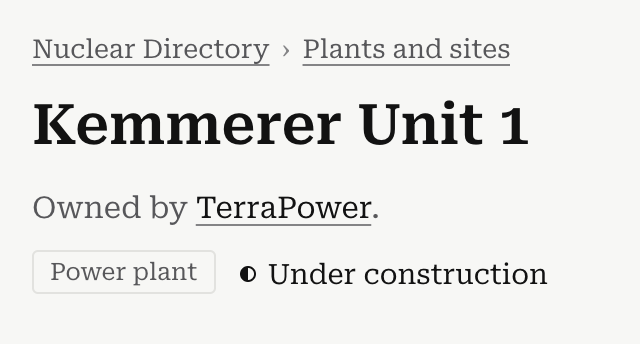 Nuclear Directory › Plants and sites
Kemmerer Unit 1
Owned by TerraPower.
Power plant ◐ Under construction